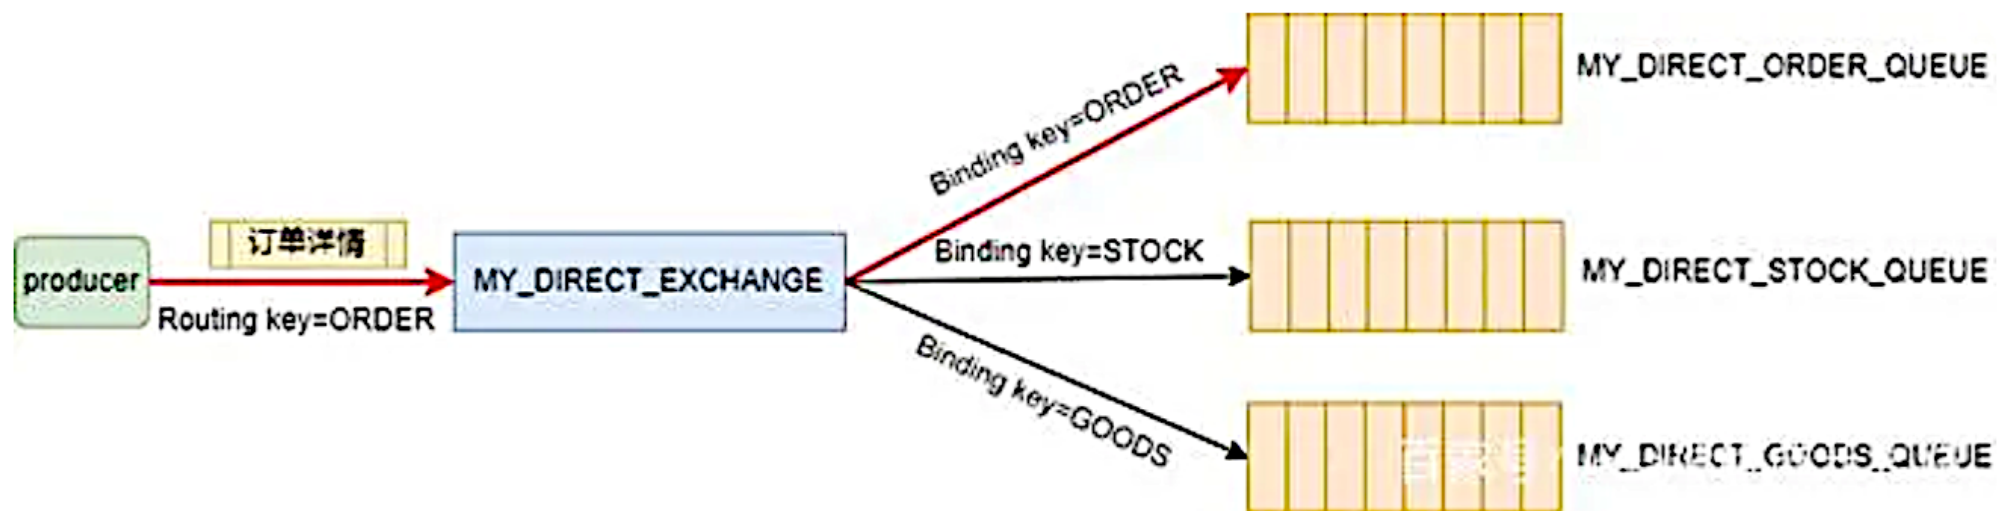 MY_DIRECT_ORDER_QUEUE
Binding key=ORDER
订单详情
Binding key=STOCK
MY_DIRECT_STOCK_QUEUE
producer
MY_DIRECT_EXCHANGE
Routing key=ORDER
Binding key=GOODS
MY_DIRECT_GOODS_QUEUE